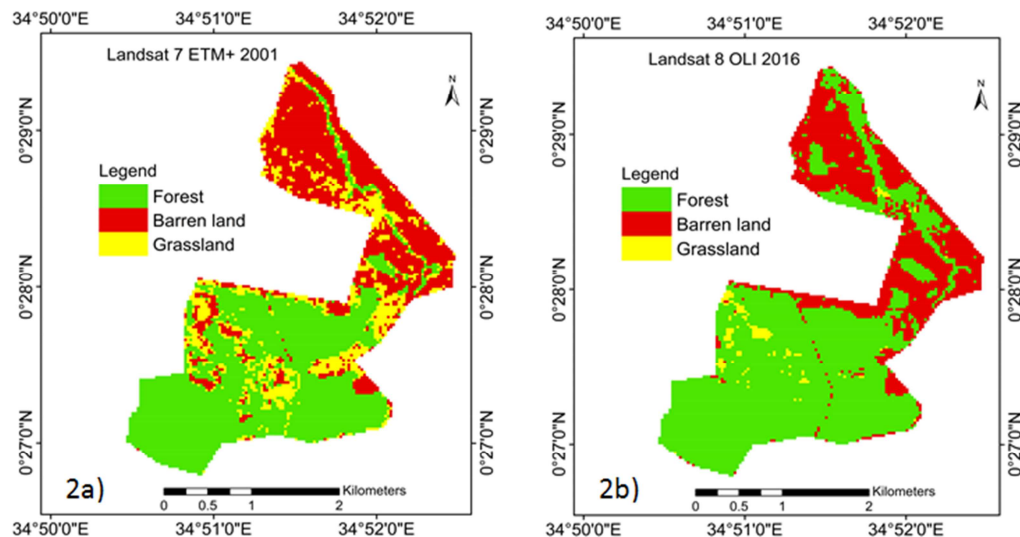 34°50'0"E 34°51'0"E 34°52'0"E
Landsat 7 ETM+ 2001
N
0°29'0"N
0°29'0"N
Legend
Forest
Barren land
Grassland
0°28'0"N
0°28'0"N
0°27'0"N
0°27'0"N
2a)
Kilometers
0 0.5 1 2
34°50'0"E 34°51'0"E 34°52'0"E
34°50'0"E 34°51'0"E 34°52'0"E
Landsat 8 OLI 2016
N
0°29'0"N
0°29'0"N
Legend
Forest
Barren land
Grassland
0°28'0"N
0°28'0"N
0°27'0"N
0°27'0"N
2b)
Kilometers
0 0.5 1 2
34°50'0"E 34°51'0"E 34°52'0"E